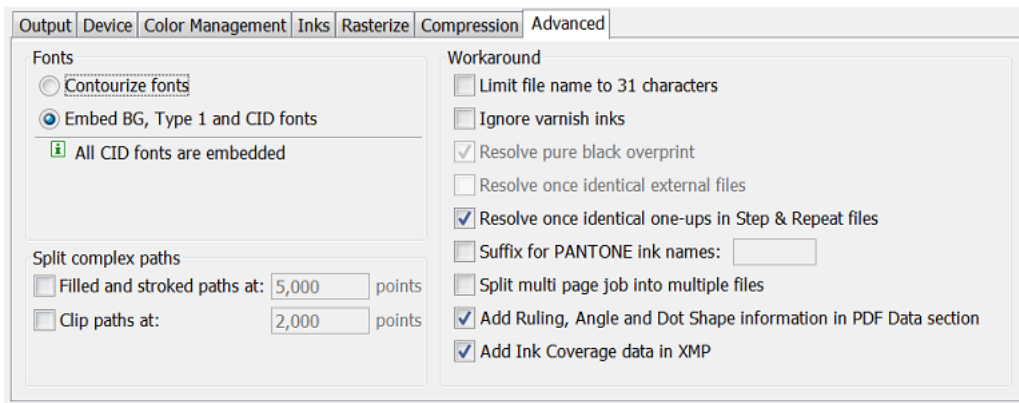 Output Device Color Management Inks Rasterize Compression Advanced
Fonts
Contourize fonts
Embed BG, Type 1 and CID fonts
All CID fonts are embedded
Split complex paths
Filled and stroked paths at: 5,000 points
Clip paths at: 2,000 points
Workaround
Limit file name to 31 characters
Ignore varnish inks
Resolve pure black overprint
Resolve once identical external files
Resolve once identical one-ups in Step & Repeat files
Suffix for PANTONE ink names:
Split multi page job into multiple files
Add Ruling, Angle and Dot Shape information in PDF Data section
Add Ink Coverage data in XMP